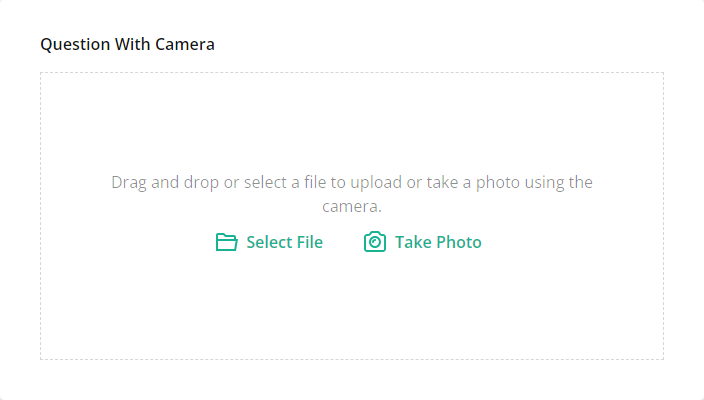 Question With Camera
Drag and drop or select a file to upload or take a photo using the
camera.
Select File
Take Photo